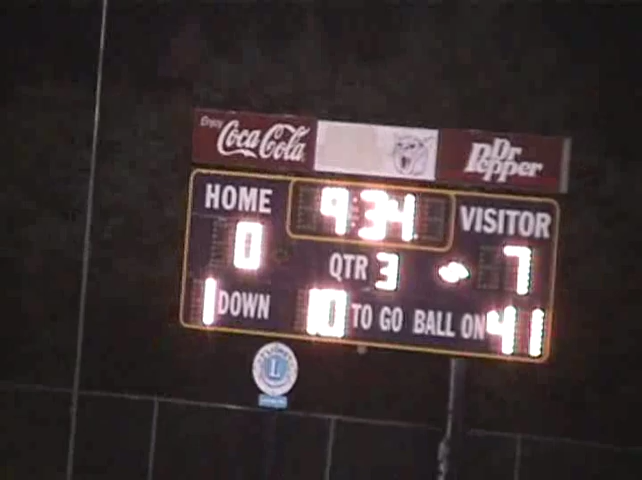 Enjoy
Coca-Cola
Dr
Pepper
HOME 9:34 VISITOR
0 QTR 3 7
1 DOWN 10 TO GO BALL ON 41
L